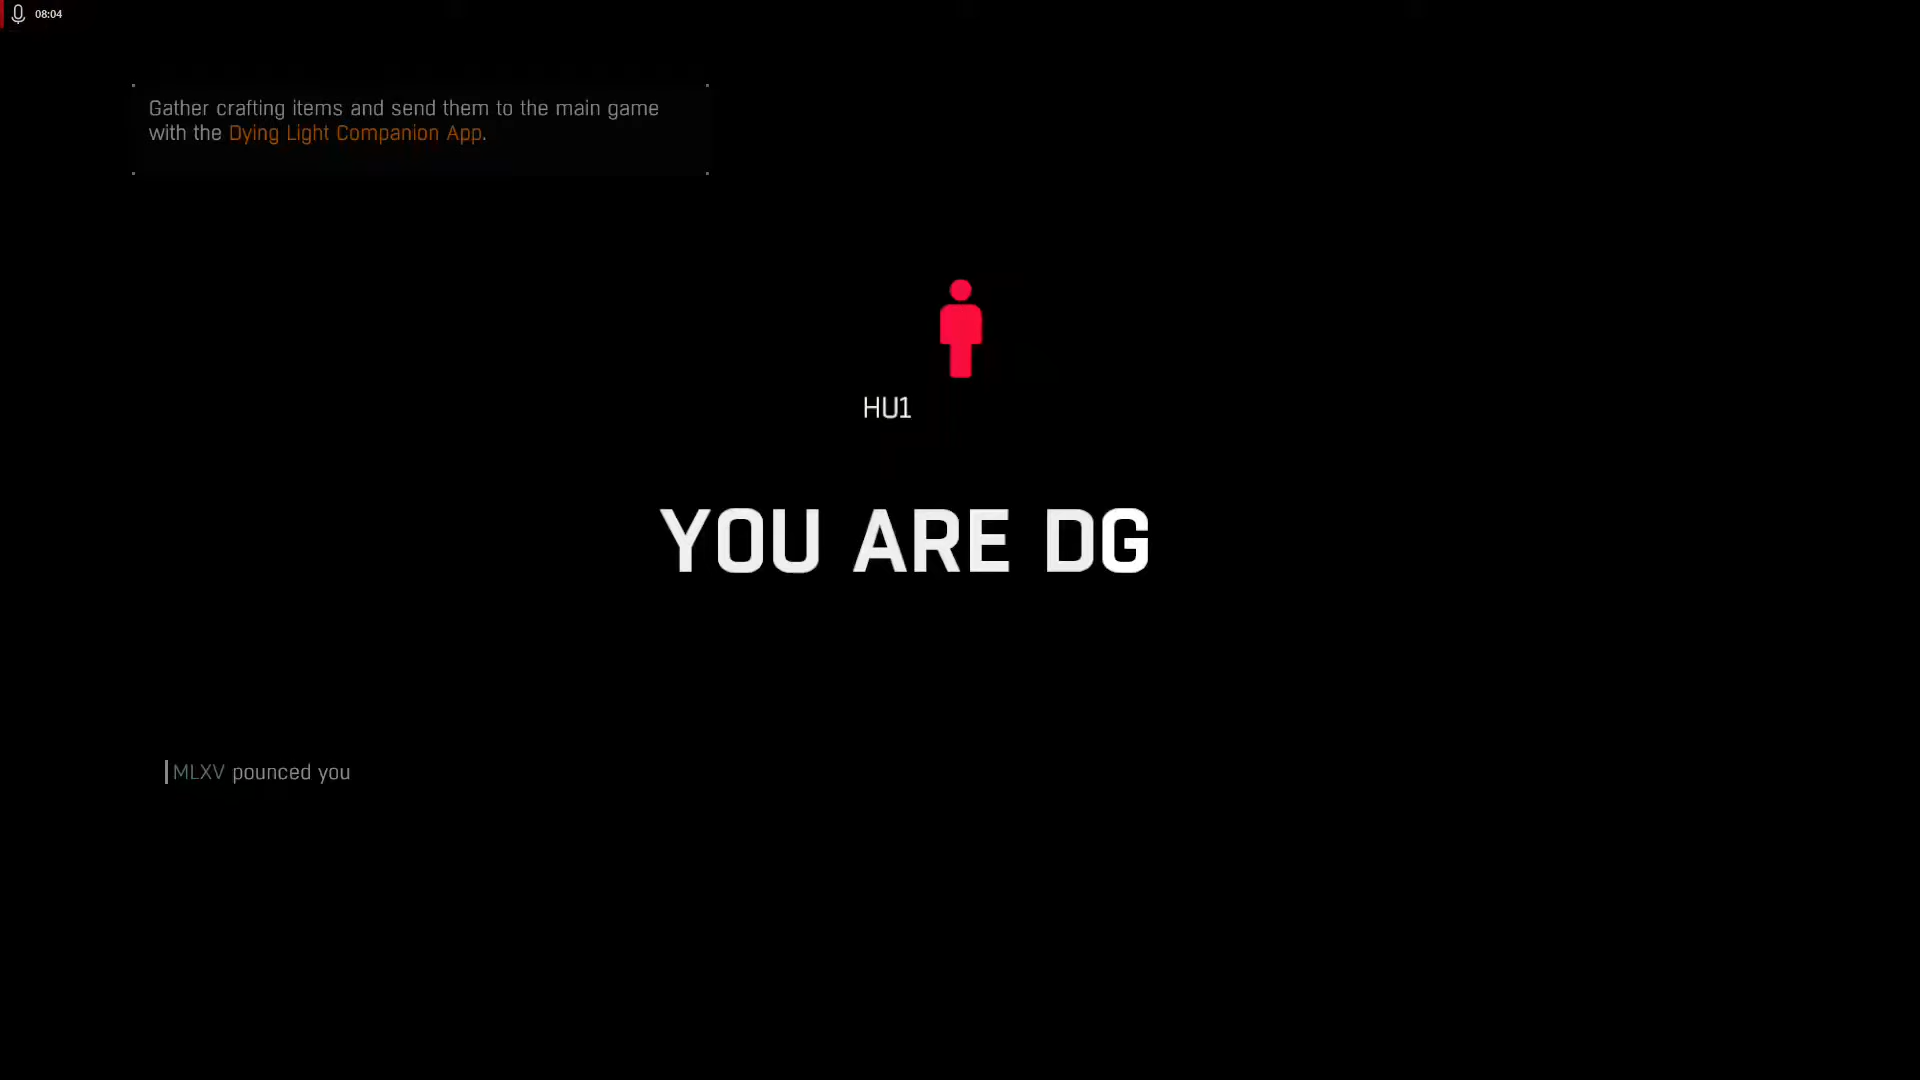 08:04
Gather crafting items and send them to the main game
with the Dying Light Companion App.
HU1
YOU ARE DG
MLXV pounced you